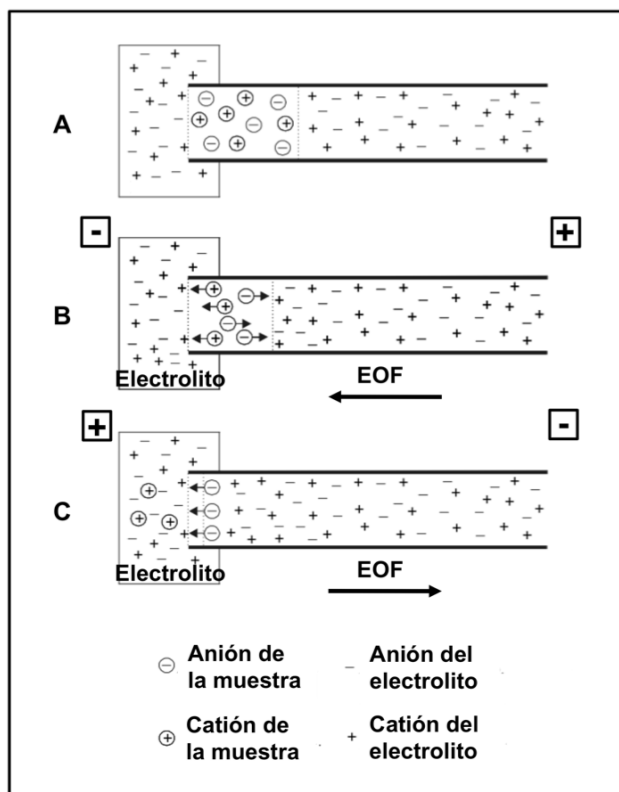 A
-
+
B
Electrolito
EOF
+
-
C
Electrolito
EOF
Anión de
la muestra
Anión del
electrolito
Catión de
la muestra
Catión del
electrolito